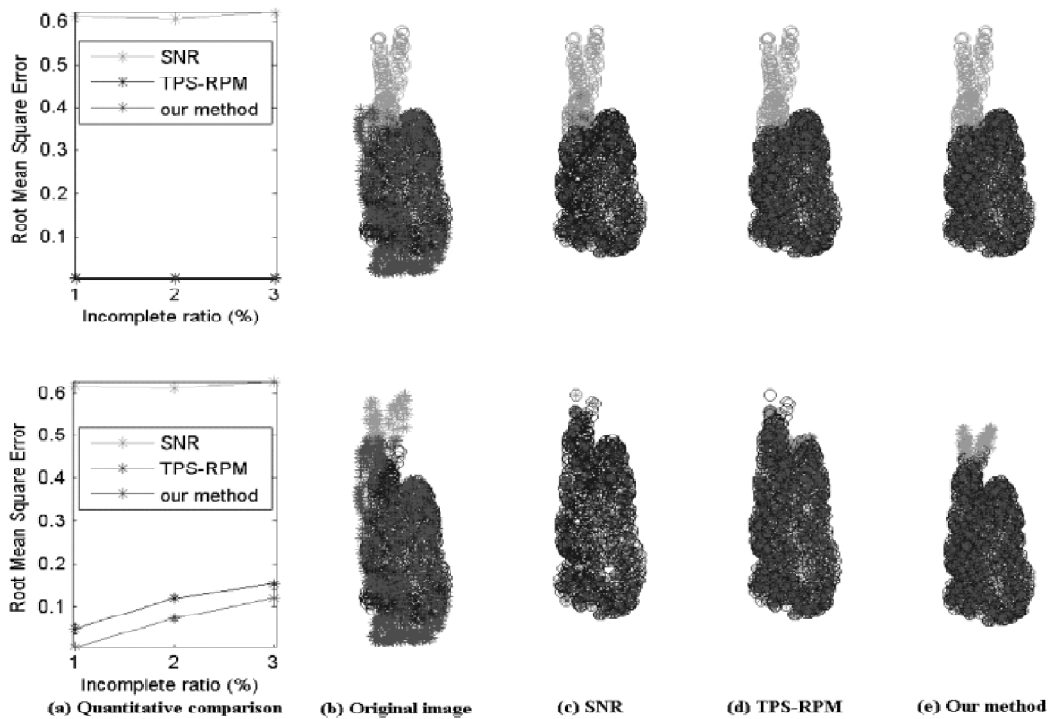 0.6
0.5
0.4
0.3
0.2
0.1
Root Mean Square Error
SNR
TPS-RPM
our method
1 2 3
Incomplete ratio (%)
0.6
0.5
0.4
0.3
0.2
0.1
Root Mean Square Error
SNR
TPS-RPM
our method
1 2 3
Incomplete ratio (%)
(a) Quantitative comparison (b) Original image (c) SNR (d) TPS-RPM (e) Our method